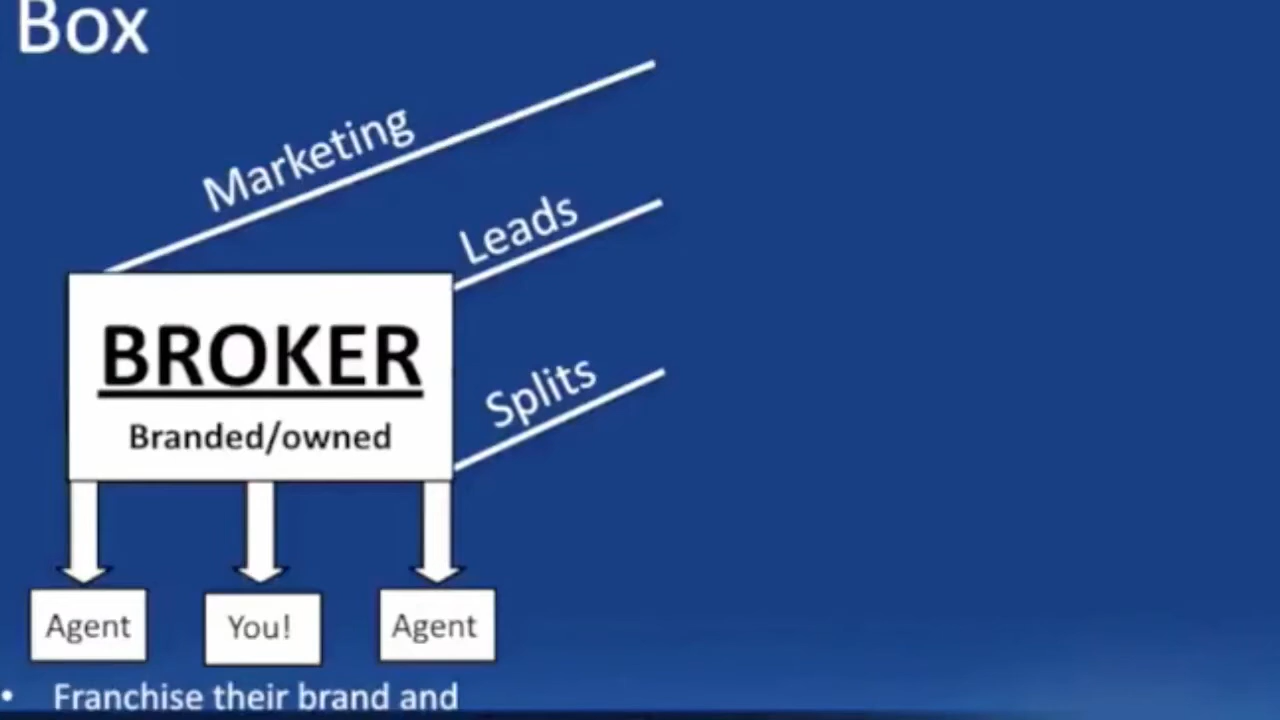 Box
Marketing
Leads
BROKER
Branded/owned
Splits
Agent
You!
Agent
• Franchise their brand and